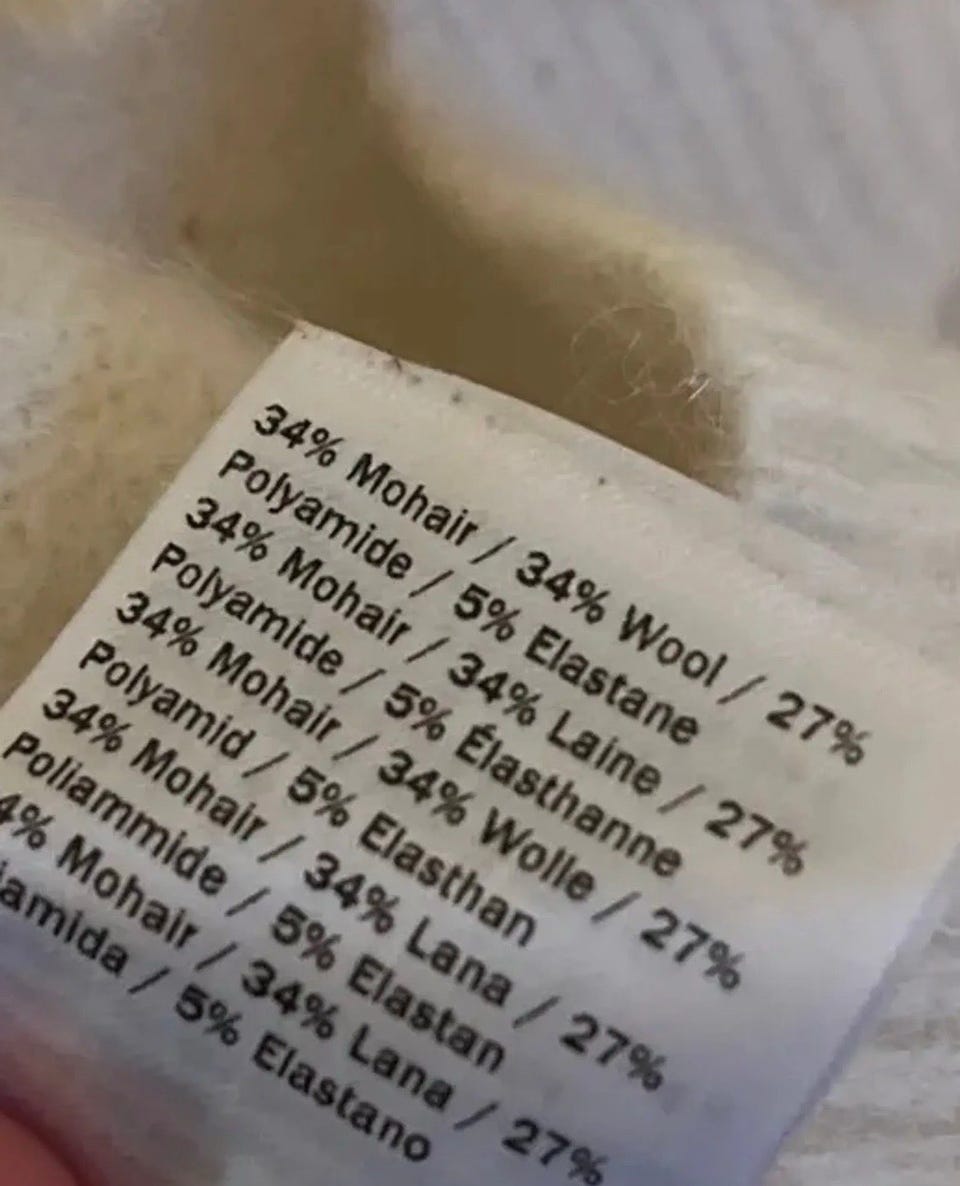 34% Mohair / 34% Wool / 27%
Polyamide / 5% Elastane
34% Mohair / 34% Laine / 27%
Polyamide / 5% Élasthanne
34% Mohair / 34% Wolle / 27%
Polyamid / 5% Elasthan
34% Mohair / 34% Lana / 27%
Poliammide / 5% Elastan
4% Mohair / 34% Lana / 27%
iamida / 5% Elastano